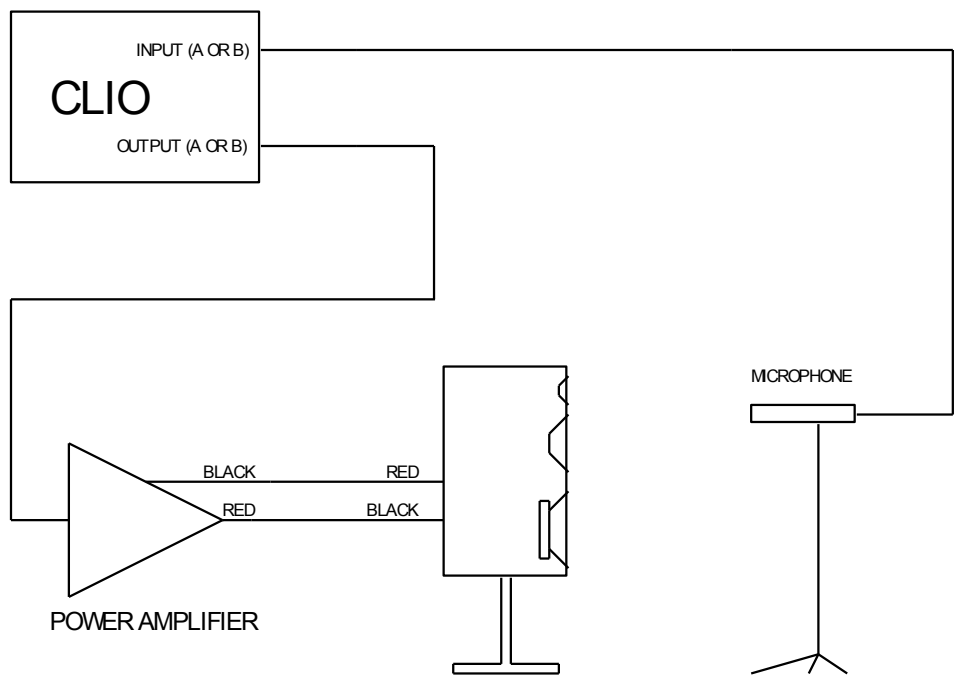 INPUT (A OR B)
CLIO
OUTPUT (A OR B)
MICROPHONE
BLACK RED
RED BLACK
POWER AMPLIFIER